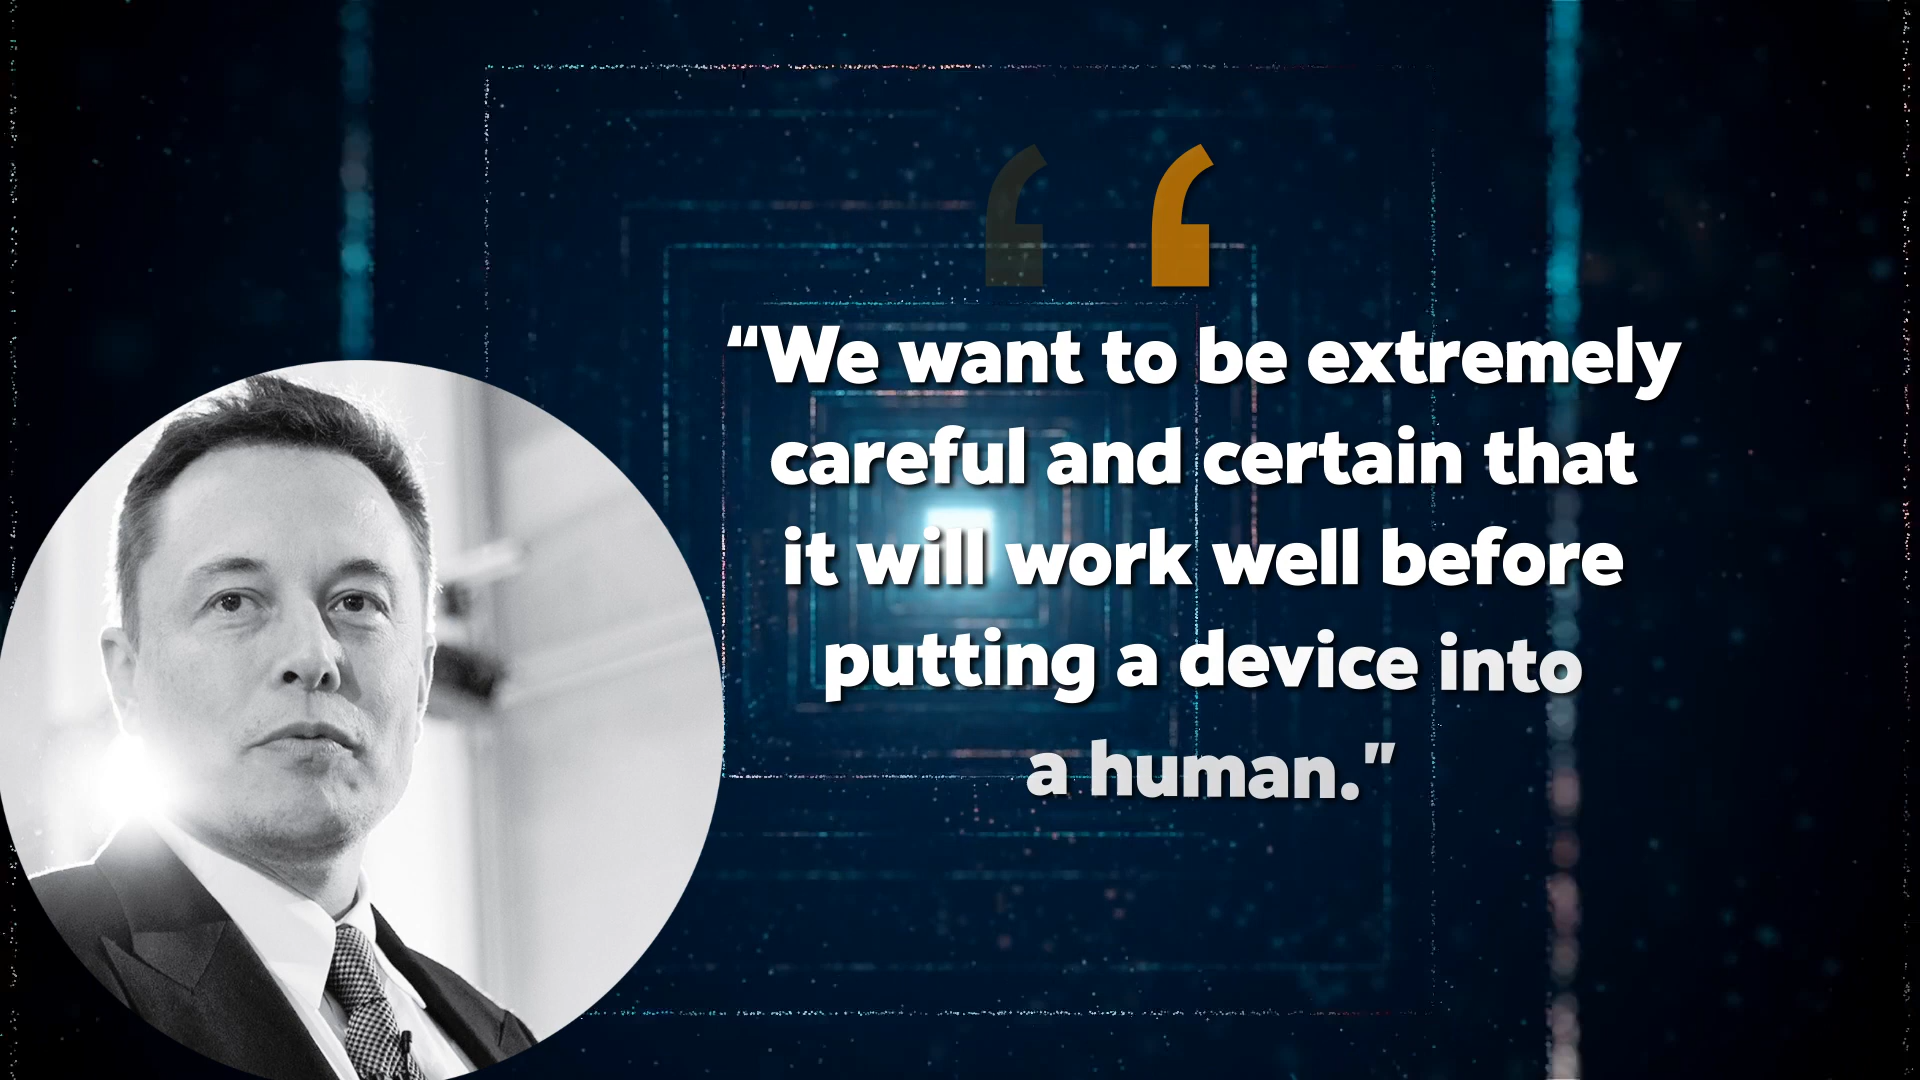 “We want to be extremely
careful and certain that
it will work well before
putting a device into
a human.”